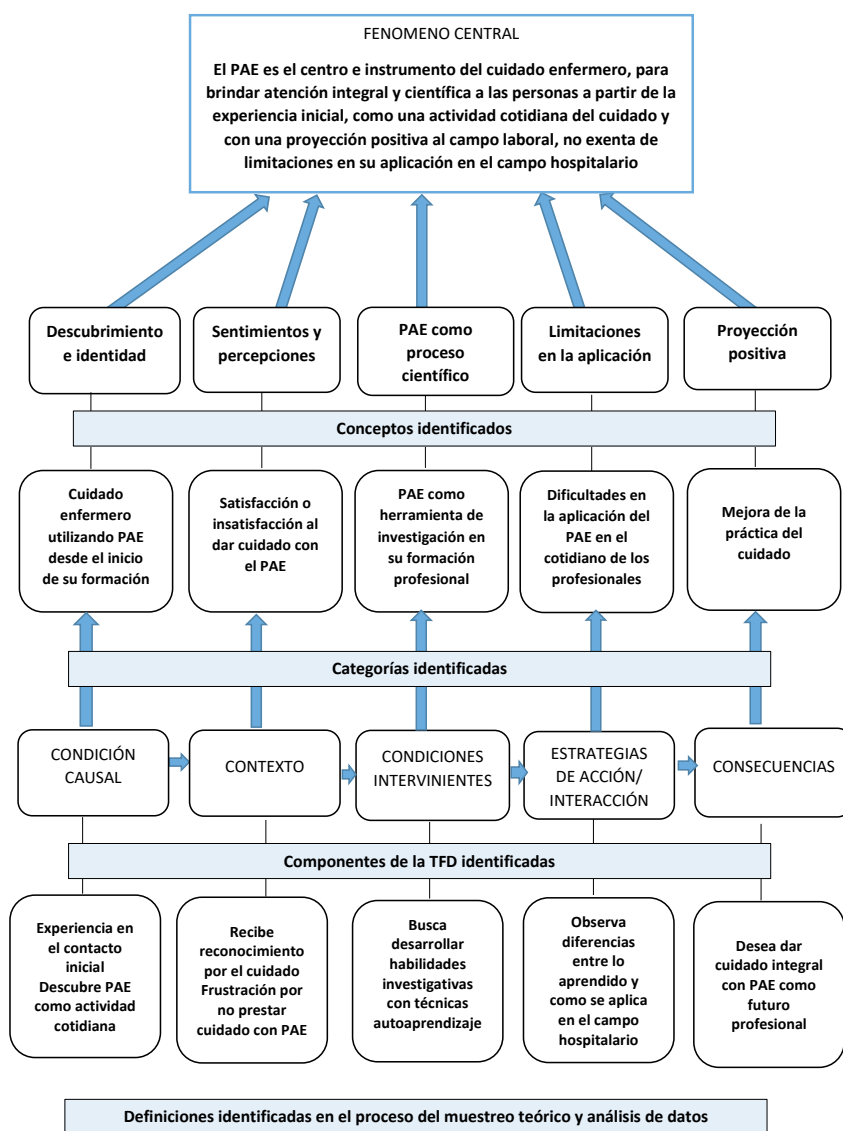 FENOMENO CENTRAL
El PAE es el centro e instrumento del cuidado enfermero, para
brindar atención integral y científica a las personas a partir de la
experiencia inicial, como una actividad cotidiana del cuidado y
con una proyección positiva al campo laboral, no exenta de
limitaciones en su aplicación en el campo hospitalario
Descubrimiento
e identidad
Sentimientos y
percepciones
PAE como
proceso
científico
Limitaciones
en la aplicación
Proyección
positiva
Conceptos identificados
Cuidado
enfermero
utilizando PAE
desde el inicio
de su formación
Satisfacción o
insatisfacción al
dar cuidado con
el PAE
PAE como
herramienta de
investigación en
su formación
profesional
Dificultades en
la aplicación del
PAE en el
cotidiano de los
profesionales
Mejora de la
práctica del
cuidado
Categorías identificadas
CONDICIÓN
CAUSAL
CONTEXTO
CONDICIONES
INTERVINIENTES
ESTRATEGIAS
DE ACCIÓN/
INTERACCIÓN
CONSECUENCIAS
Componentes de la TFD identificadas
Experiencia en
el contacto
inicial
Descubre PAE
como actividad
cotidiana
Recibe
reconocimiento
por el cuidado
Frustración por
no prestar
cuidado con PAE
Busca
desarrollar
habilidades
investigativas
con técnicas
autoaprendizaje
Observa
diferencias
entre lo
aprendido y
como se aplica
en el campo
hospitalario
Desea dar
cuidado integral
con PAE como
futuro
profesional
Definiciones identificadas en el proceso del muestreo teórico y análisis de datos